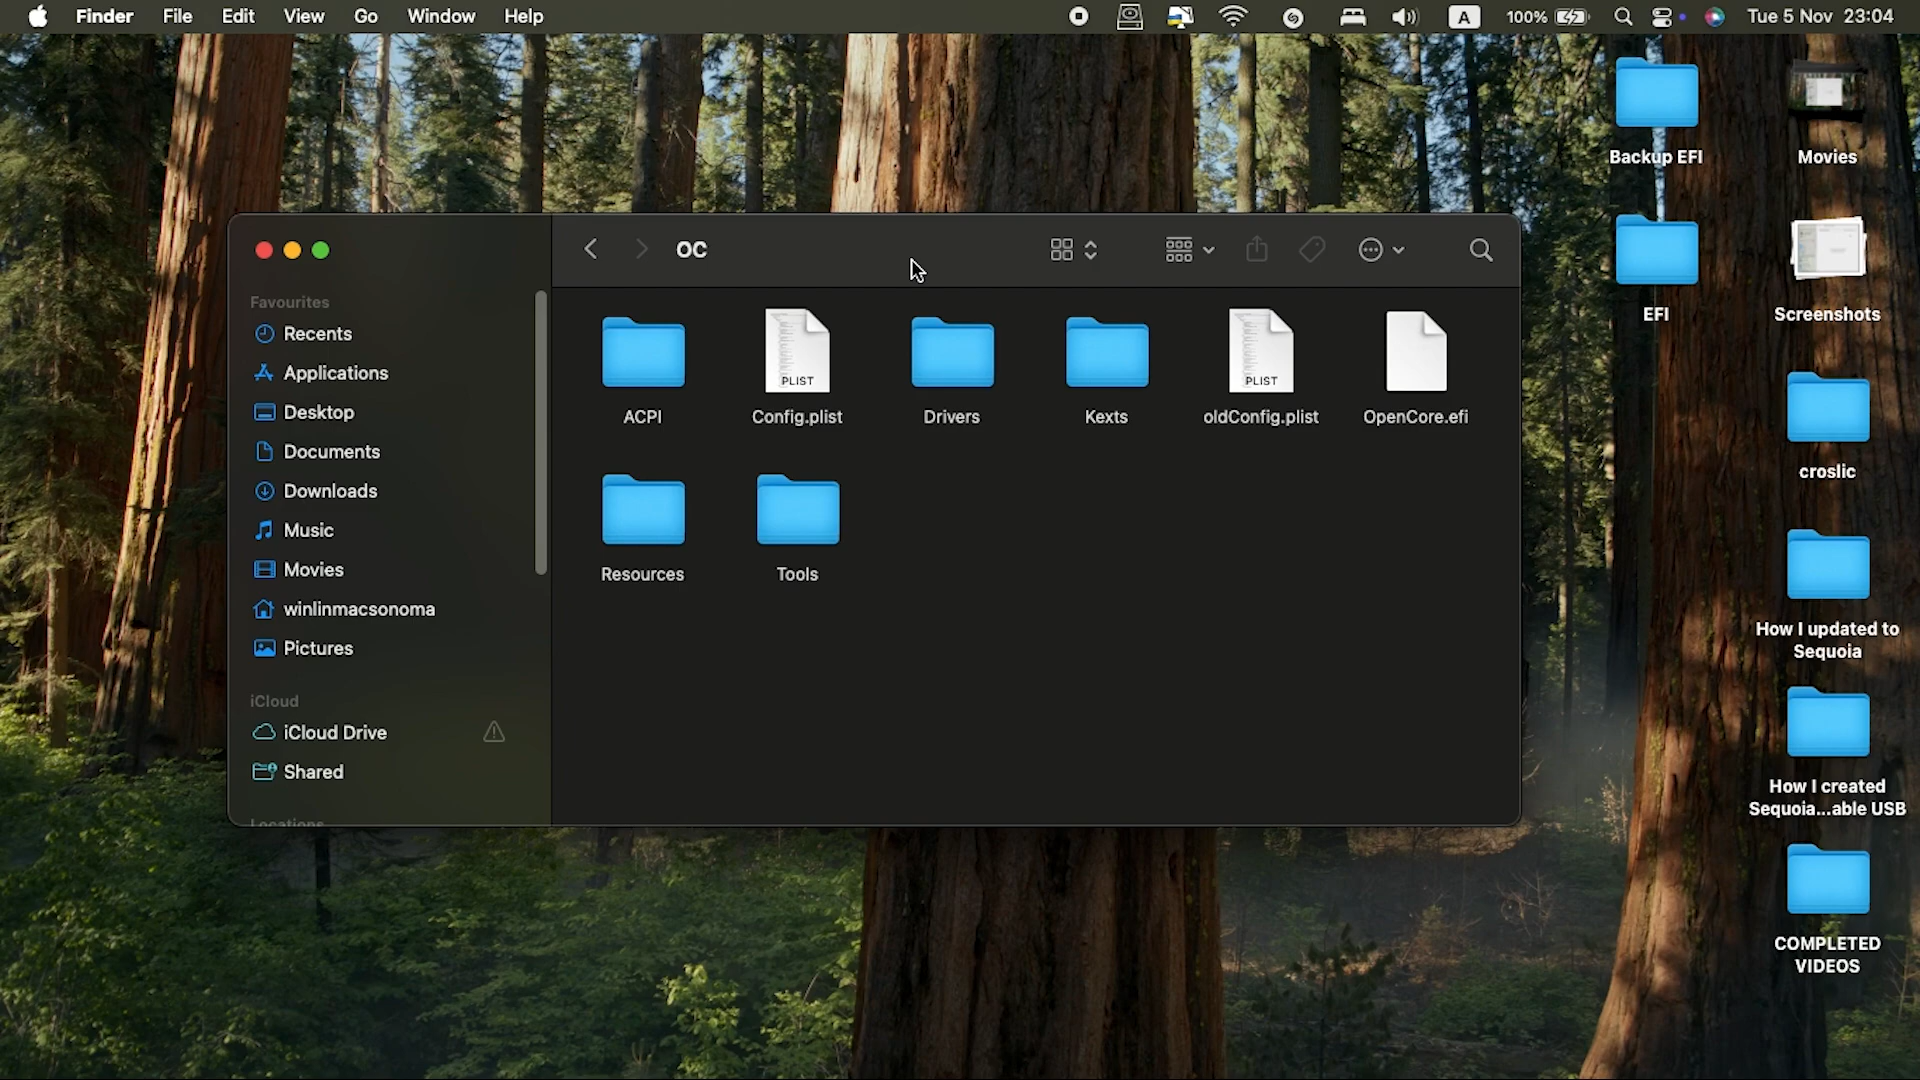 Finder File Edit View Go Window Help
A 100% Tue 5 Nov 23:04
Backup EFI
Movies
EFI
Screenshots
croslic
How I updated to
Sequoia
How I created
Sequoia...able USB
COMPLETED
VIDEOS
OC
Favourites
Recents
Applications
Desktop
Documents
Downloads
Music
Movies
winlinmacsonoma
Pictures
iCloud
iCloud Drive
Shared
Locations
PLIST
PLIST
ACPI
Config.plist
Drivers
Kexts
oldConfig.plist
OpenCore.efi
Resources
Tools